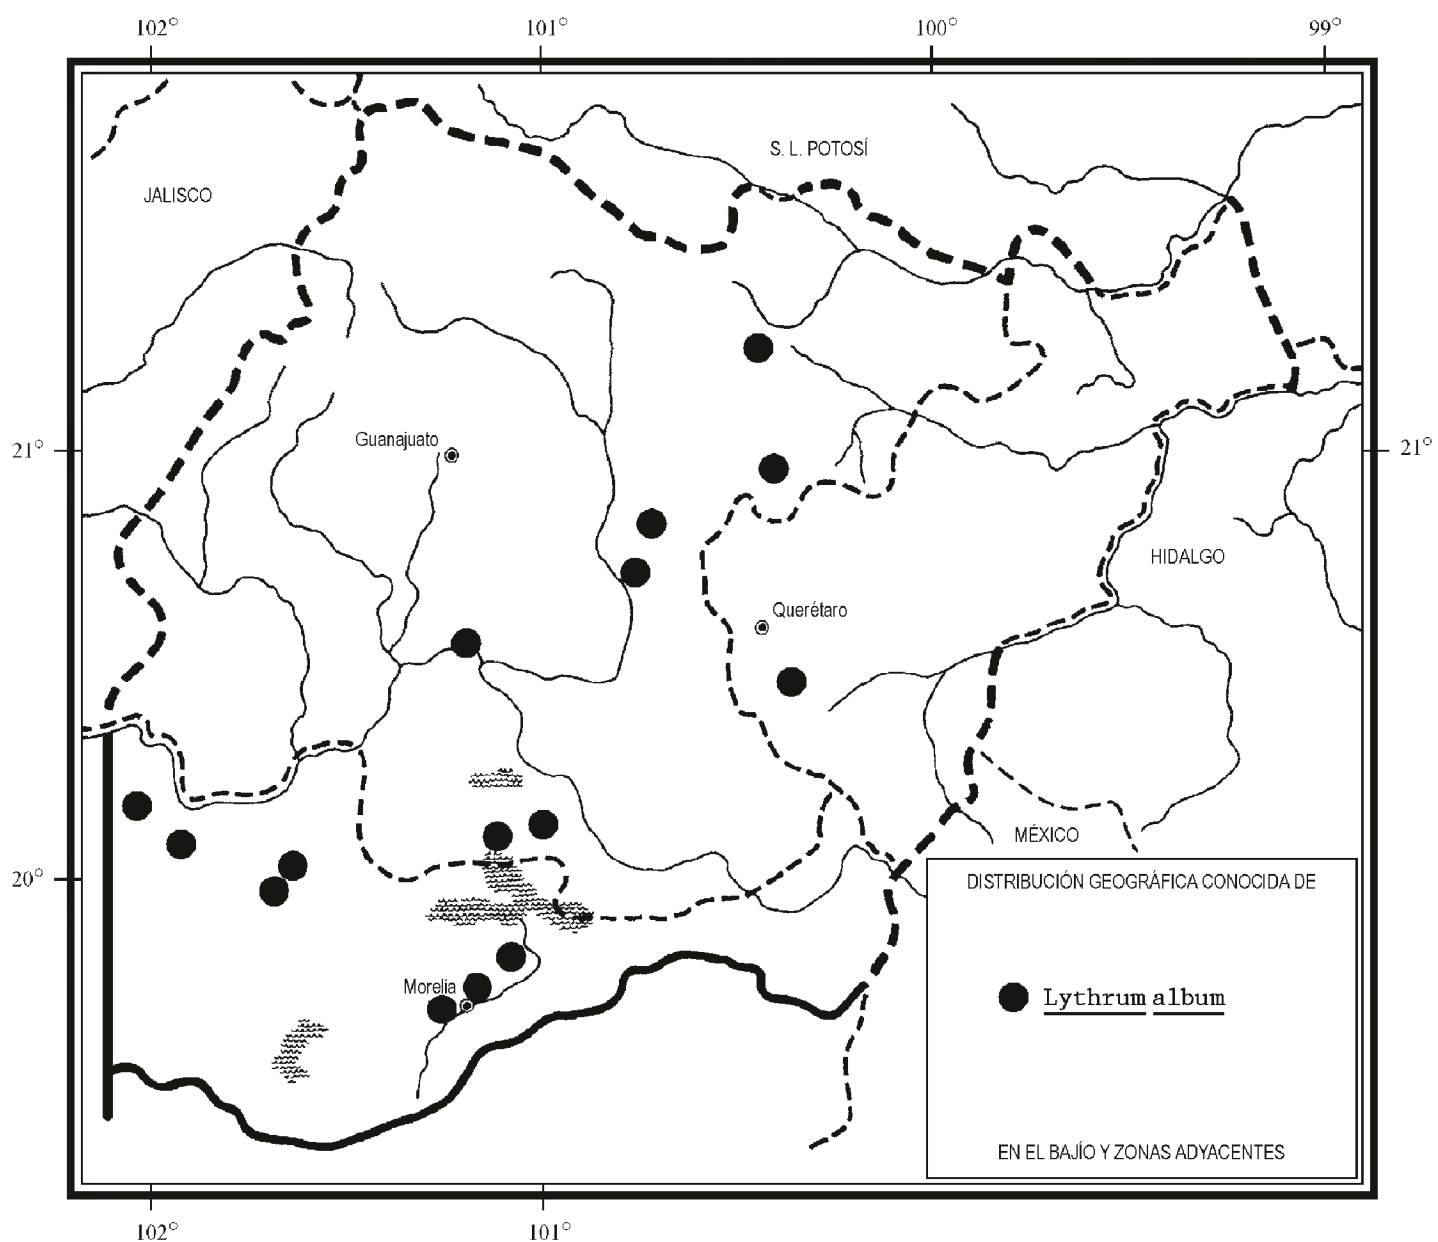 102° 101° 100° 99°
S. L. POTOSÍ
JALISCO
Guanajuato
21° 21°
HIDALGO
Querétaro
MÉXICO
20°
DISTRIBUCIÓN GEOGRÁFICA CONOCIDA DE
Morelia
Lythrum album
EN EL BAJÍO Y ZONAS ADYACENTES
102° 101°